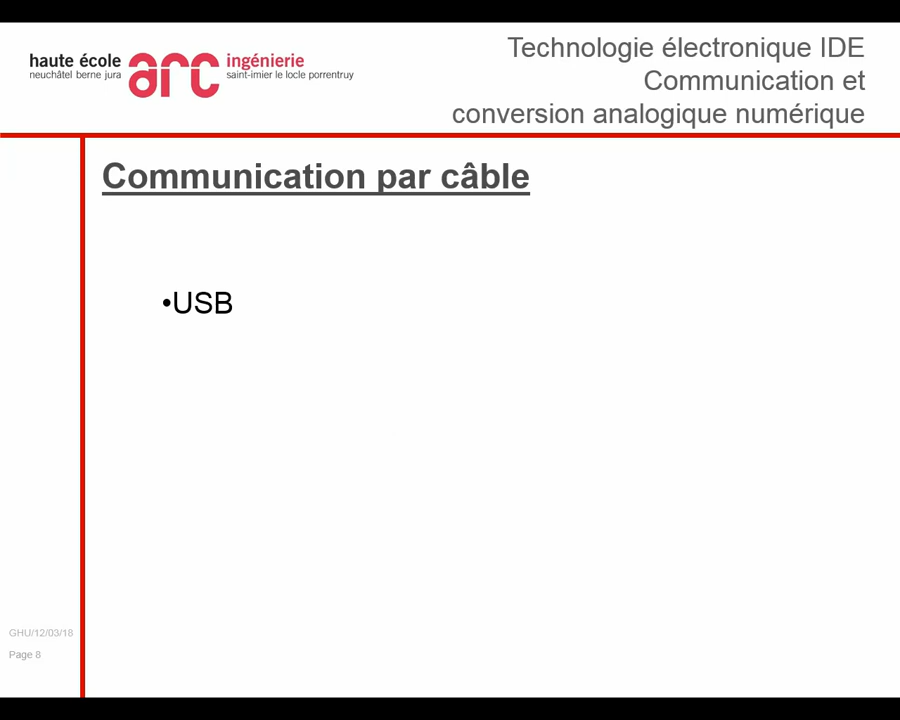 haute école arc ingénierie
neuchâtel berne jura saint-imier le locle porrentruy
Technologie électronique IDE
Communication et
conversion analogique numérique
Communication par câble
•USB
GHU/12/03/18
Page 8